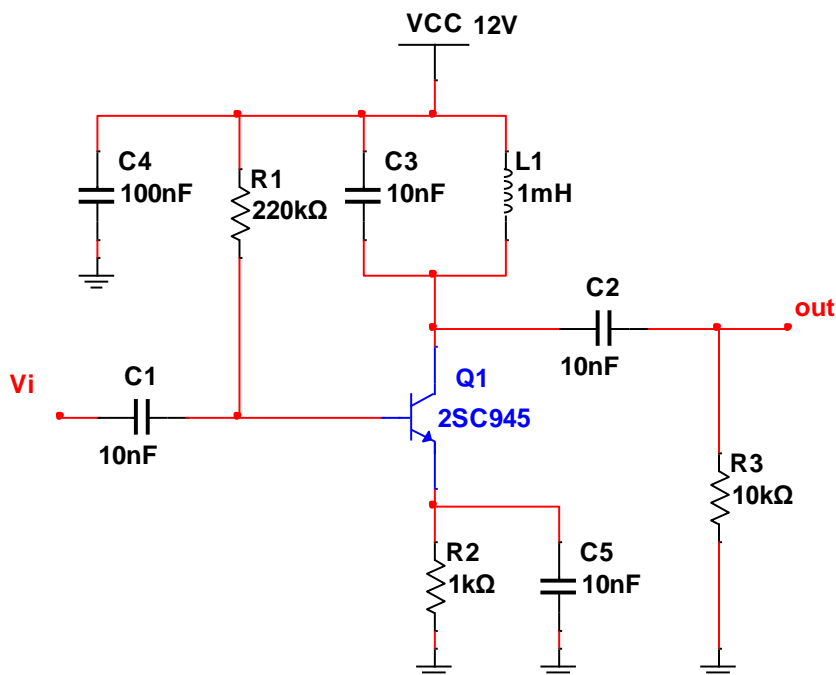 VCC 12V
C4
100nF
R1
220kΩ
C3
10nF
L1
1mH
C2
10nF
out
Vi
C1
10nF
Q1
2SC945
R3
10kΩ
R2
1kΩ
C5
10nF